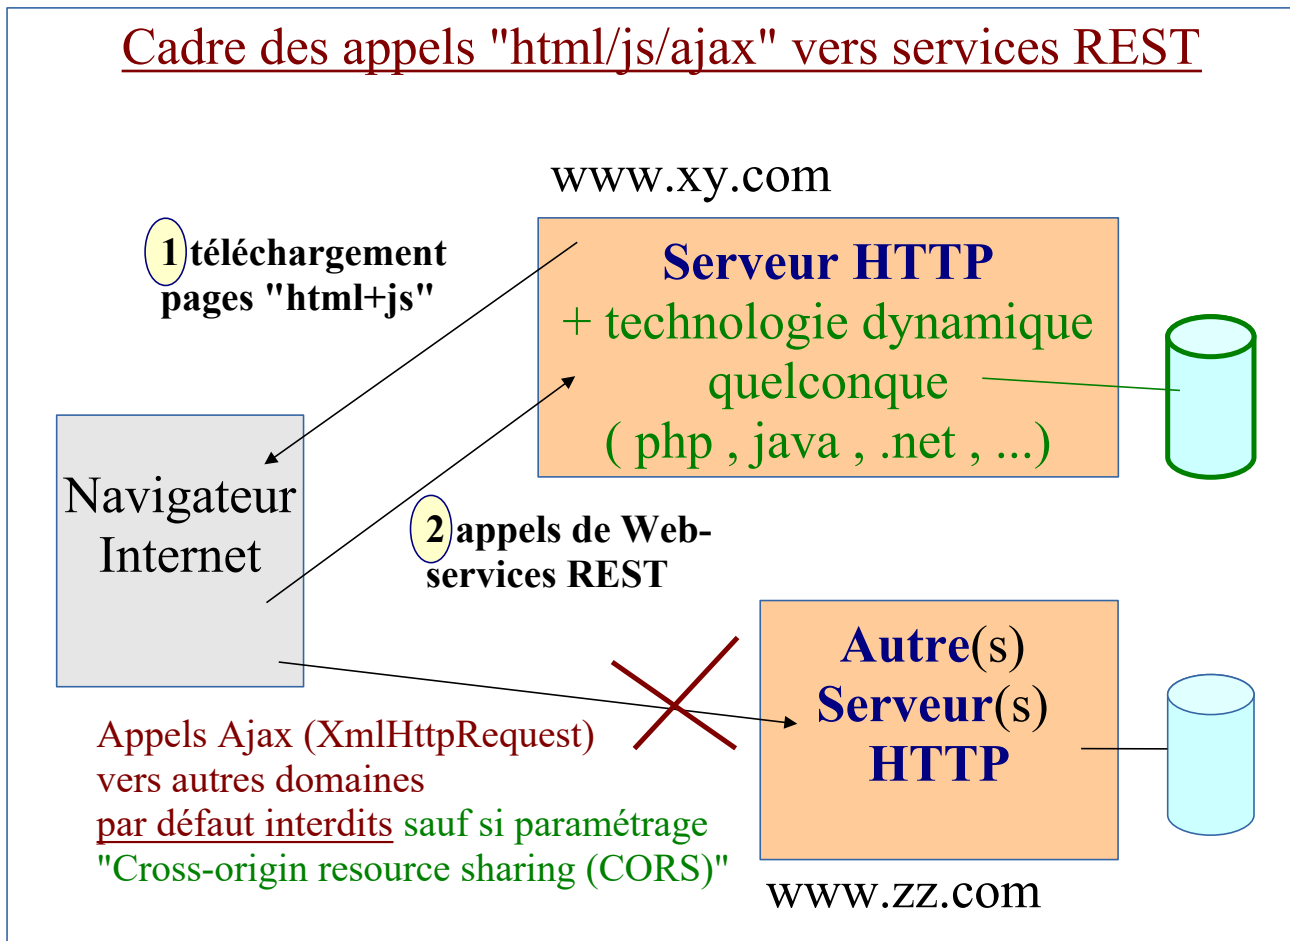 Cadre des appels "html/js/ajax" vers services REST
www.xy.com
1 téléchargement
pages "html+js"
Serveur HTTP
+ technologie dynamique
quelconque
( php , java , .net , ...)
Navigateur
Internet
2 appels de Web-
services REST
Autre(s)
Serveur(s)
HTTP
Appels Ajax (XmlHttpRequest)
vers autres domaines
par défaut interdits sauf si paramétrage
"Cross-origin resource sharing (CORS)"
www.zz.com